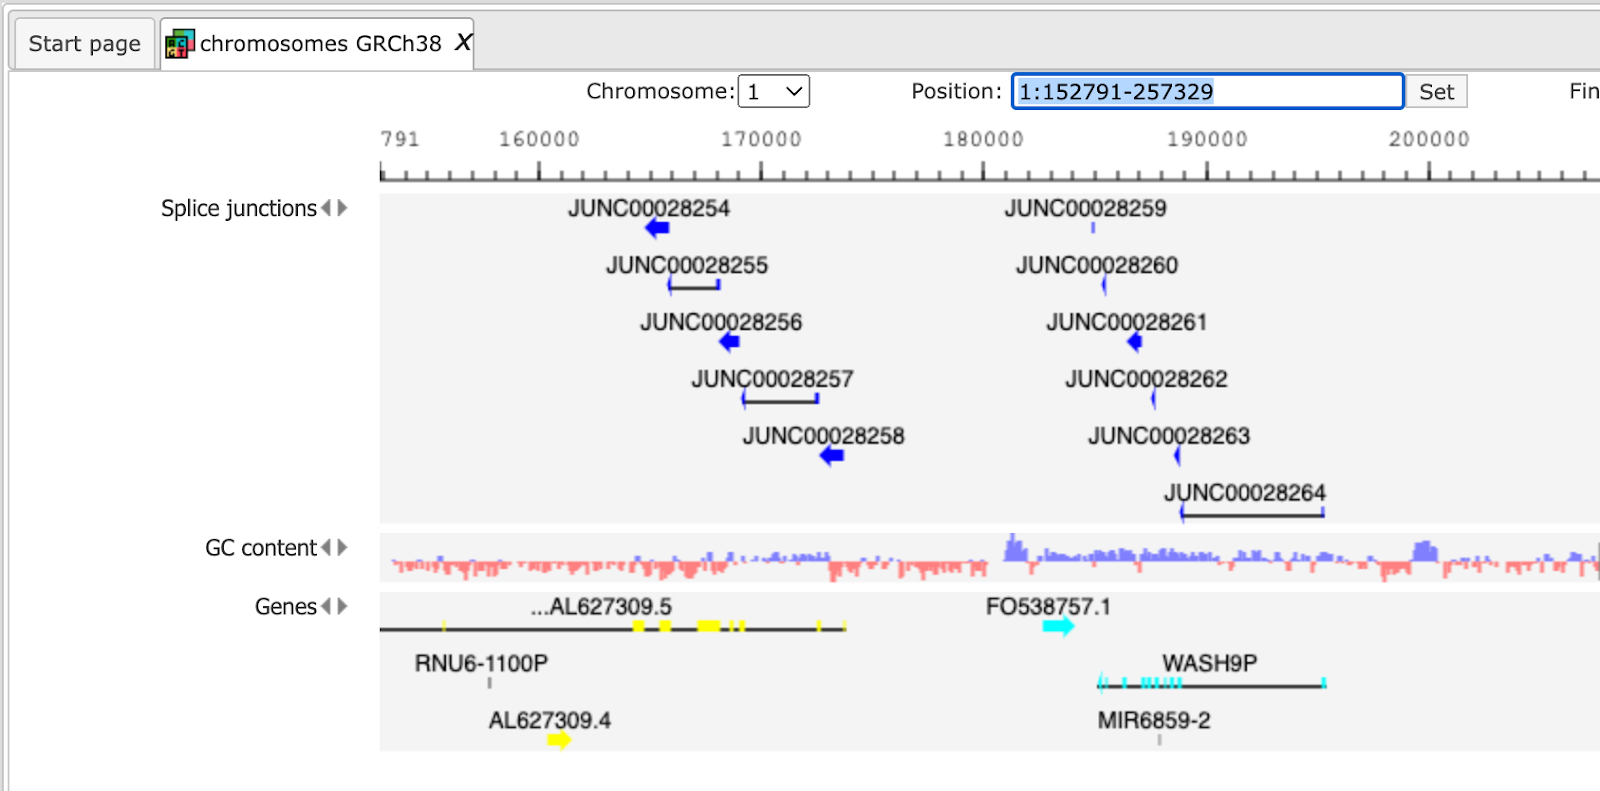 Start page
chromosomes GRCh38 X
Chromosome: 1
Position: 1:152791-257329 Set Fin
791 160000 170000 180000 190000 200000
Splice junctions
JUNC00028254 JUNC00028259
JUNC00028255 JUNC00028260
JUNC00028256 JUNC00028261
JUNC00028257 JUNC00028262
JUNC00028258 JUNC00028263
JUNC00028264
GC content
Genes
...AL627309.5 FO538757.1
RNU6-1100P WASH9P
AL627309.4 MIR6859-2